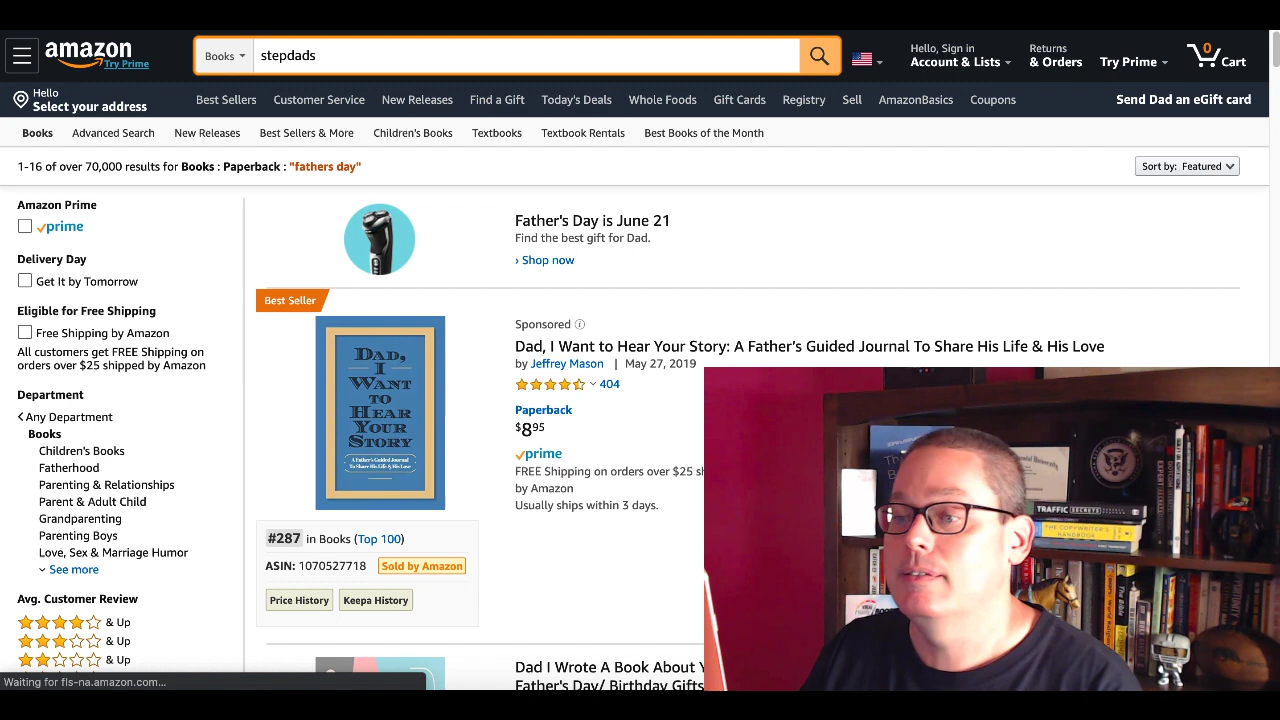 amazon
Try Prime
Books
stepdads
Hello, Sign in
Account & Lists
Returns
& Orders
Try Prime
0
Cart
Hello
Select your address
Best Sellers
Customer Service
New Releases
Find a Gift
Today's Deals
Whole Foods
Gift Cards
Registry
Sell
AmazonBasics
Coupons
Send Dad an eGift card
Books
Advanced Search
New Releases
Best Sellers & More
Children's Books
Textbooks
Textbook Rentals
Best Books of the Month
1-16 of over 70,000 results for Books : Paperback : "fathers day"
Sort by: Featured
Amazon Prime
prime
Delivery Day
Get It by Tomorrow
Eligible for Free Shipping
Free Shipping by Amazon
All customers get FREE Shipping on
orders over $25 shipped by Amazon
Department
Any Department
Books
Children's Books
Fatherhood
Parenting & Relationships
Parent & Adult Child
Grandparenting
Parenting Boys
Love, Sex & Marriage Humor
See more
Avg. Customer Review
& Up
& Up
& Up
Waiting for fls-na.amazon.com...
Father's Day is June 21
Find the best gift for Dad.
› Shop now
Best Seller
DAD,
I
WANT
TO
HEAR
YOUR
STORY
A Father's Guided Journal
To Share His Life & His Love
#287 in Books (Top 100)
ASIN: 1070527718 Sold by Amazon
Price History
Keepa History
Sponsored
Dad, I Want to Hear Your Story: A Father's Guided Journal To Share His Life & His Love
by Jeffrey Mason | May 27, 2019
404
Paperback
$8 95
prime
FREE Shipping on orders over $25 sh
by Amazon
Usually ships within 3 days.
Dad I Wrote A Book About Y
Father's Day/ Birthday Gifts
TRAFFIC SECRETS
THE COPYWRITER'S
HANDBOOK